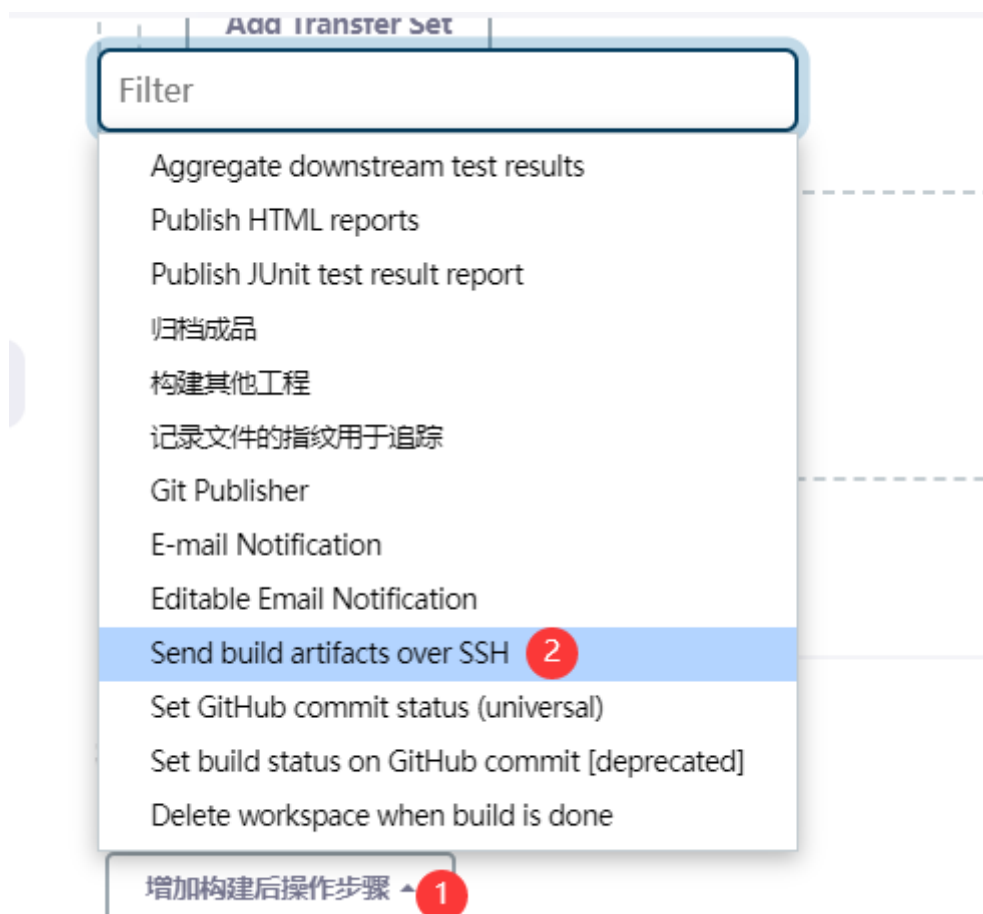 Add Transfer Set
Filter
Aggregate downstream test results
Publish HTML reports
Publish JUnit test result report
归档成品
构建其他工程
记录文件的指纹用于追踪
Git Publisher
E-mail Notification
Editable Email Notification
Send build artifacts over SSH 2
Set GitHub commit status (universal)
Set build status on GitHub commit [deprecated]
Delete workspace when build is done
增加构建后操作步骤 1